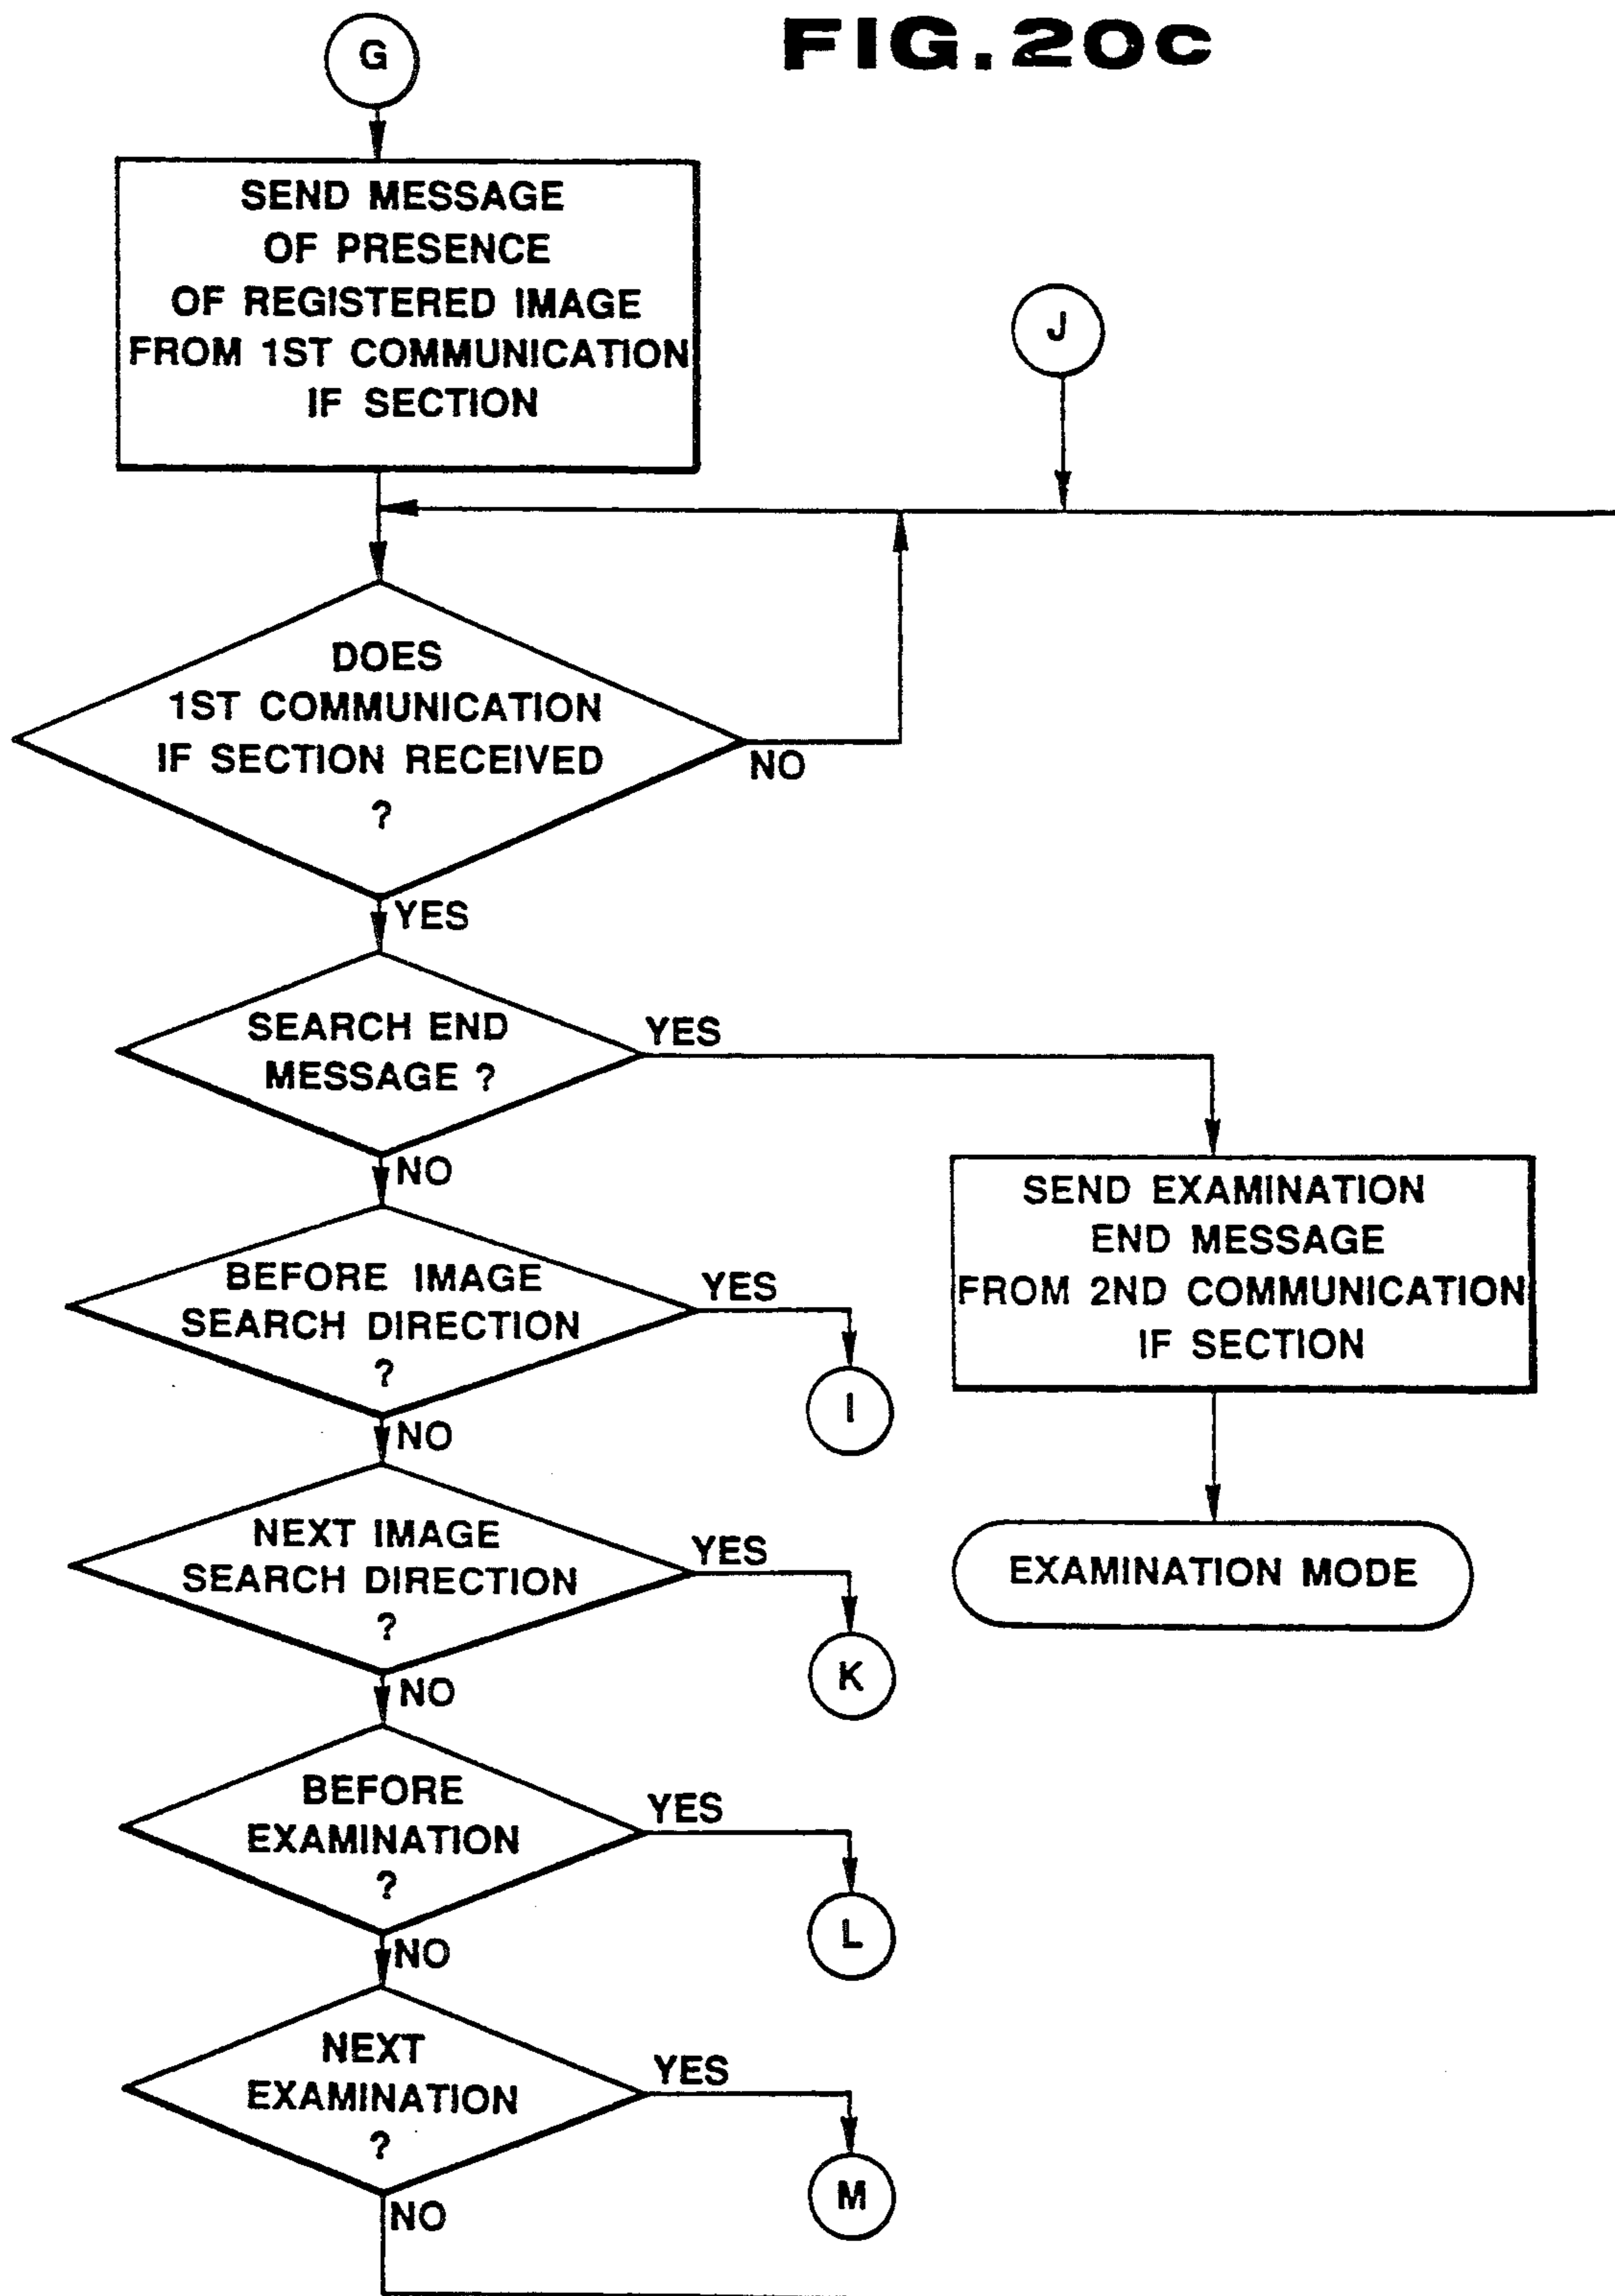 FIG.20c
G
SEND MESSAGE
OF PRESENCE
OF REGISTERED IMAGE
FROM 1ST COMMUNICATION
IF SECTION
J
DOES
1ST COMMUNICATION
IF SECTION RECEIVED
?
NO
YES
SEARCH END
MESSAGE ?
YES
NO
SEND EXAMINATION
END MESSAGE
FROM 2ND COMMUNICATION
IF SECTION
BEFORE IMAGE
SEARCH DIRECTION
?
YES
I
NO
NEXT IMAGE
SEARCH DIRECTION
?
YES
EXAMINATION MODE
K
NO
BEFORE
EXAMINATION
?
YES
L
NO
NEXT
EXAMINATION
?
YES
M
NO